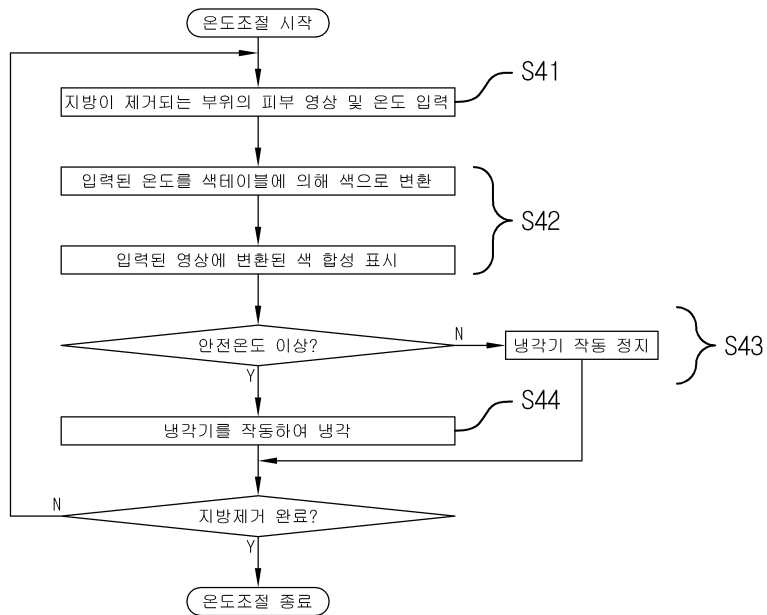 온도조절 시작
지방이 제거되는 부위의 피부 영상 및 온도 입력
S41
입력된 온도를 색테이블에 의해 색으로 변환
S42
입력된 영상에 변환된 색 합성 표시
안전온도 이상?
N
냉각기 작동 정지
S43
Y
S44
냉각기를 작동하여 냉각
N
지방제거 완료?
Y
온도조절 종료